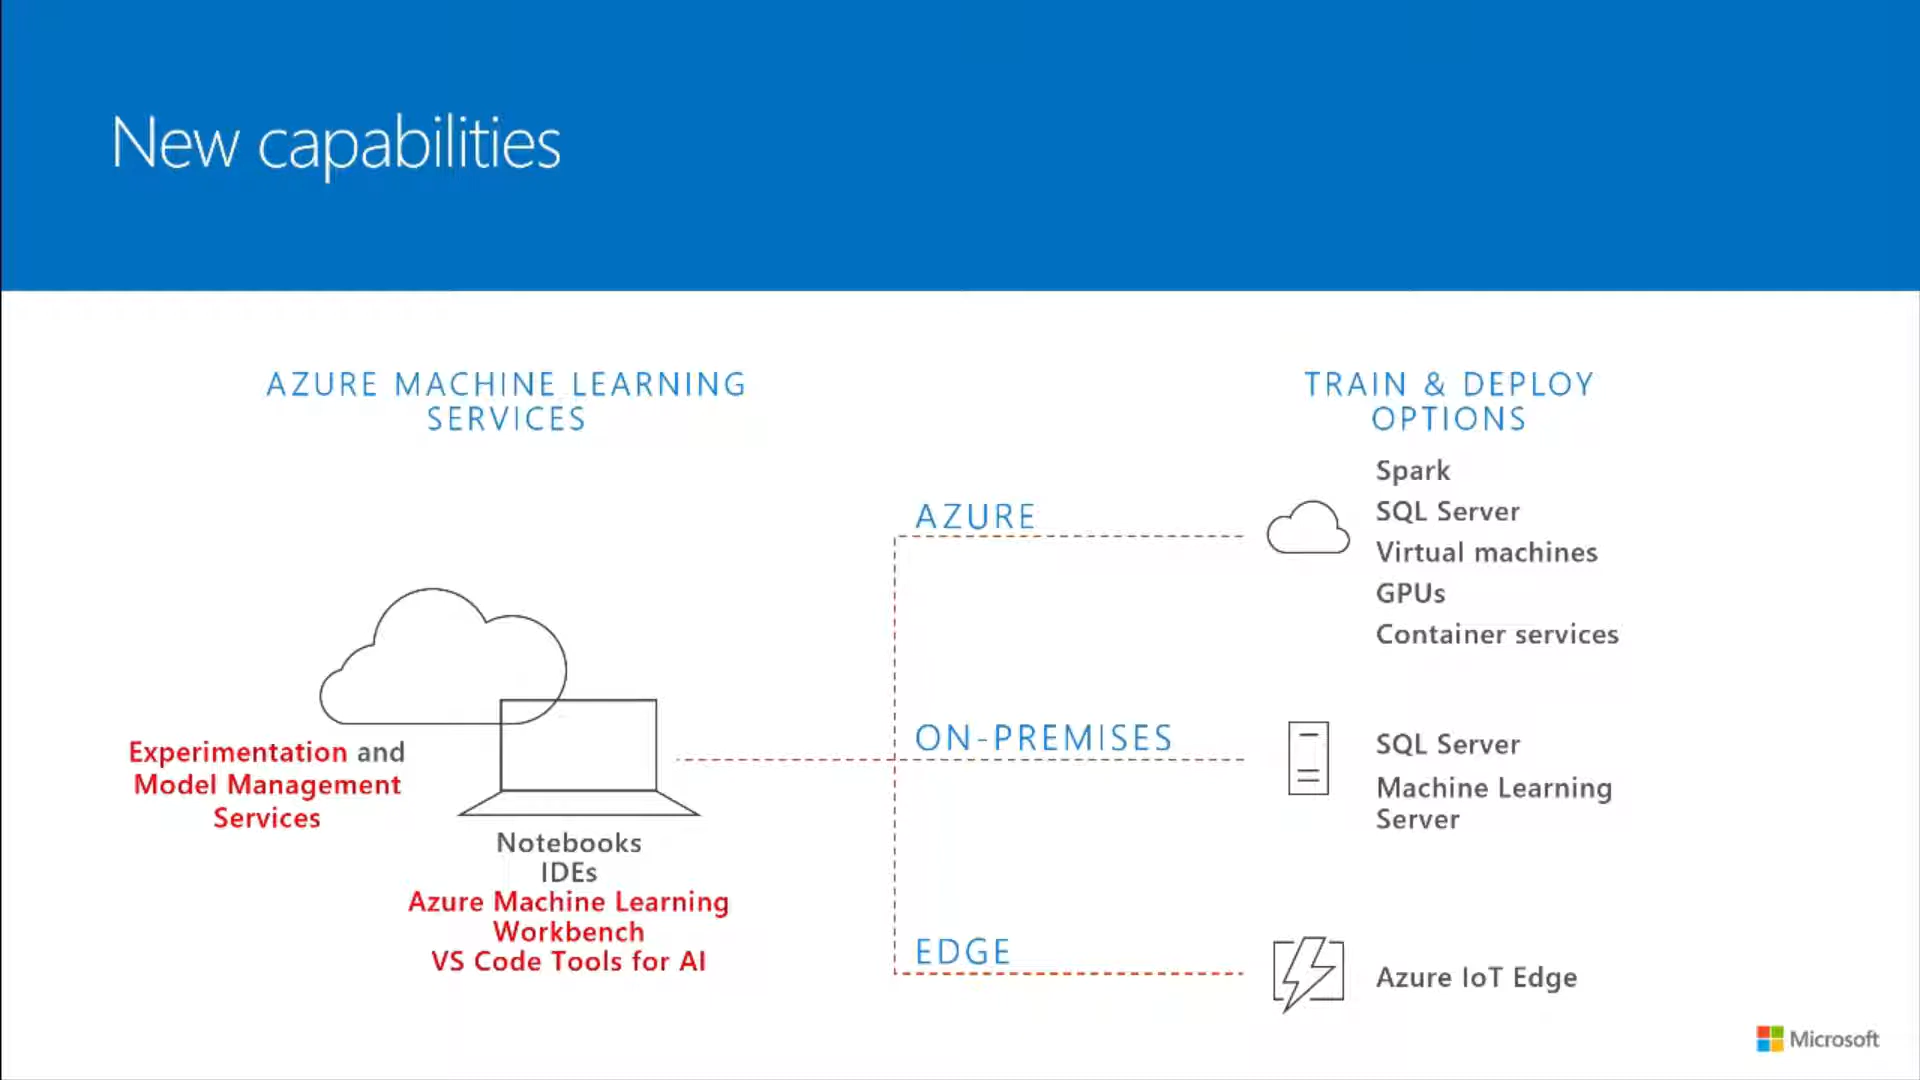 New capabilities
AZURE MACHINE LEARNING
SERVICES
TRAIN & DEPLOY
OPTIONS
AZURE
Spark
SQL Server
Virtual machines
GPUs
Container services
Experimentation and
Model Management
Services
Notebooks
IDEs
Azure Machine Learning
Workbench
VS Code Tools for AI
ON-PREMISES
SQL Server
Machine Learning
Server
EDGE
Azure IoT Edge
Microsoft